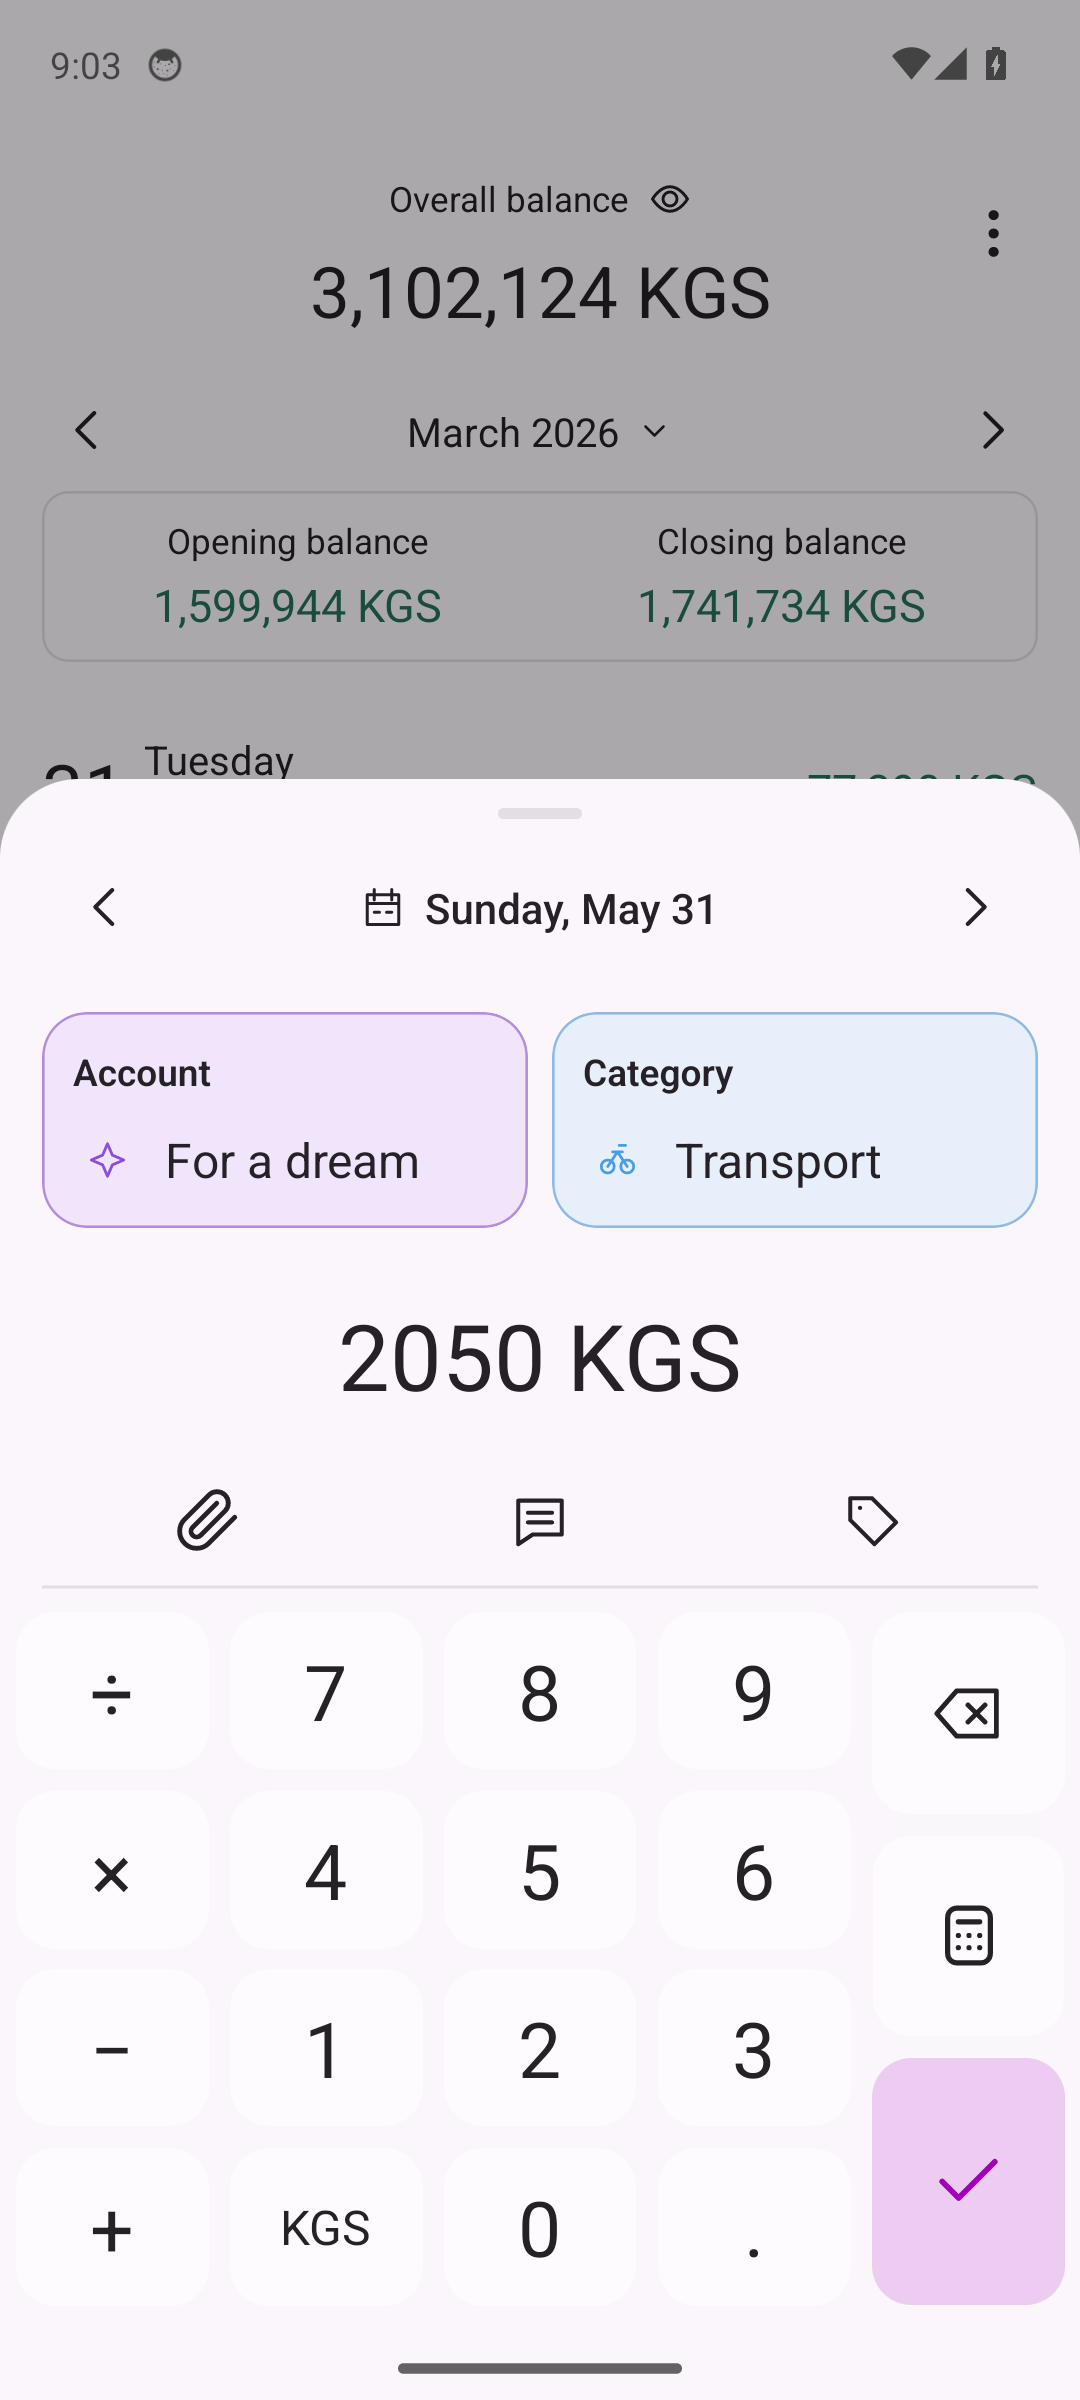 9:03
Overall balance
3,102,124 KGS
March 2026
Opening balance
Closing balance
1,599,944 KGS
1,741,734 KGS
Tuesday
Sunday, May 31
Account
Category
For a dream
Transport
2050 KGS
÷ 7 8 9
× 4 5 6
− 1 2 3
+ KGS 0 .